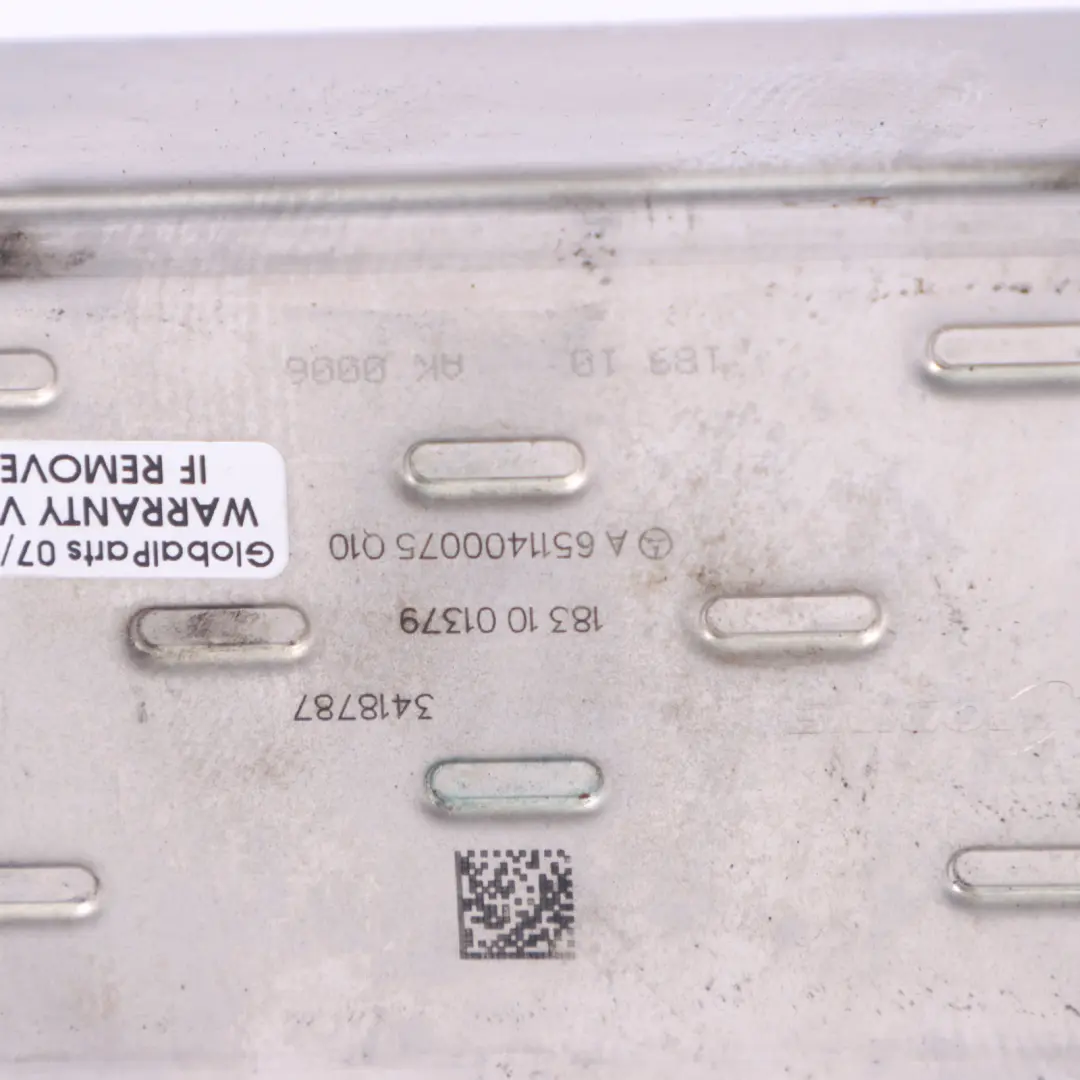 3418787
183 10 01379
A 6511400075 Q10
GlobalParts 07/
WARRANTY V
IF REMOVE
183 10 AK 0006